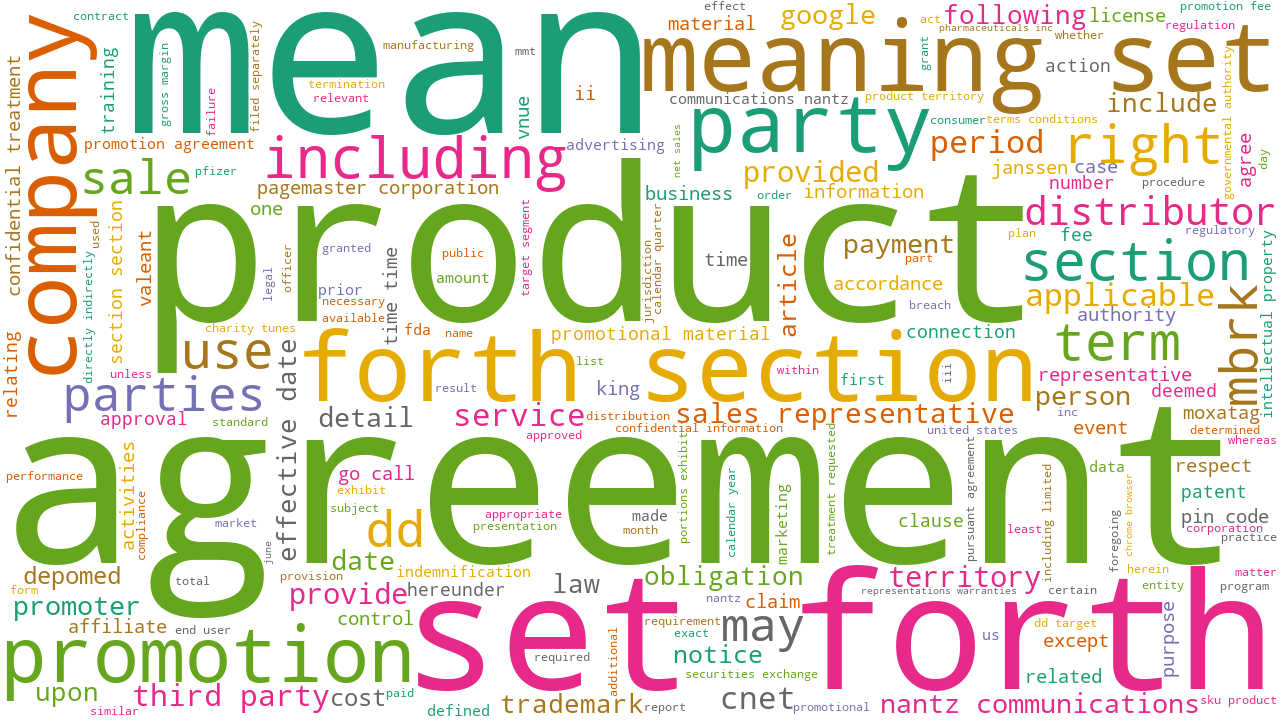 contract
effect
promotion fee
mean
meaning set
material
google
act
following
license
pharmaceuticals inc
whether
regulation
company
confidential treatment
training
gross margin
failure
filed separately
manufacturing
mmt
termination
relevant
ii
vnue
grant
action
governmental authority
communications nantz
product territory
include
party
consumer
terms conditions
promotion agreement
including
advertising
net sales
period
right
agree
day
sale
pfizer
pagemaster corporation
provided
janssen
case
business
order
information
number
procedure
one
product
distributor
used
section section
valeant
officer
granted
legal
public
target segment
jurisdiction
calendar quarter
time
article
payment
plan
fee
regulatory
part
section
intellectual property
directly indirectly
prior
amount
time time
accordance
applicable
necessary
available
breach
authority
mbrk
relating
charity tunes
fda
name
promotional material
connection
use
forth section
term
unless
list
within
first
iii
representative
parties
effective date
result
king
person
deemed
approval
standard
detail
service
distribution
sales representative
inc
moxatag
confidential information
united states
event
determined
approved
whereas
agreement
performance
activities
compliance
go call
exhibit
subject
appropriate
presentation
made
month
portions exhibit
calendar year
marketing
treatment requested
clause
pursuant agreement
least
including limited
foregoing
data
chrome browser
respect
patent
pin code
corporation
practice
market
june
dd
date
depomed
total
provision
indemnification
obligation
territory
herein
matter
form
provide
hereunder
law
representations warranties
certain
entity
program
promoter
nantz
claim
affiliate
end user
control
set forth
requirement
exact
may
us
dd target
except
purpose
promotion
required
additional
notice
securities exchange
related
upon
third party
cost
paid
similar
defined
trademark
report
cnet
promotional
nantz communications
sku product